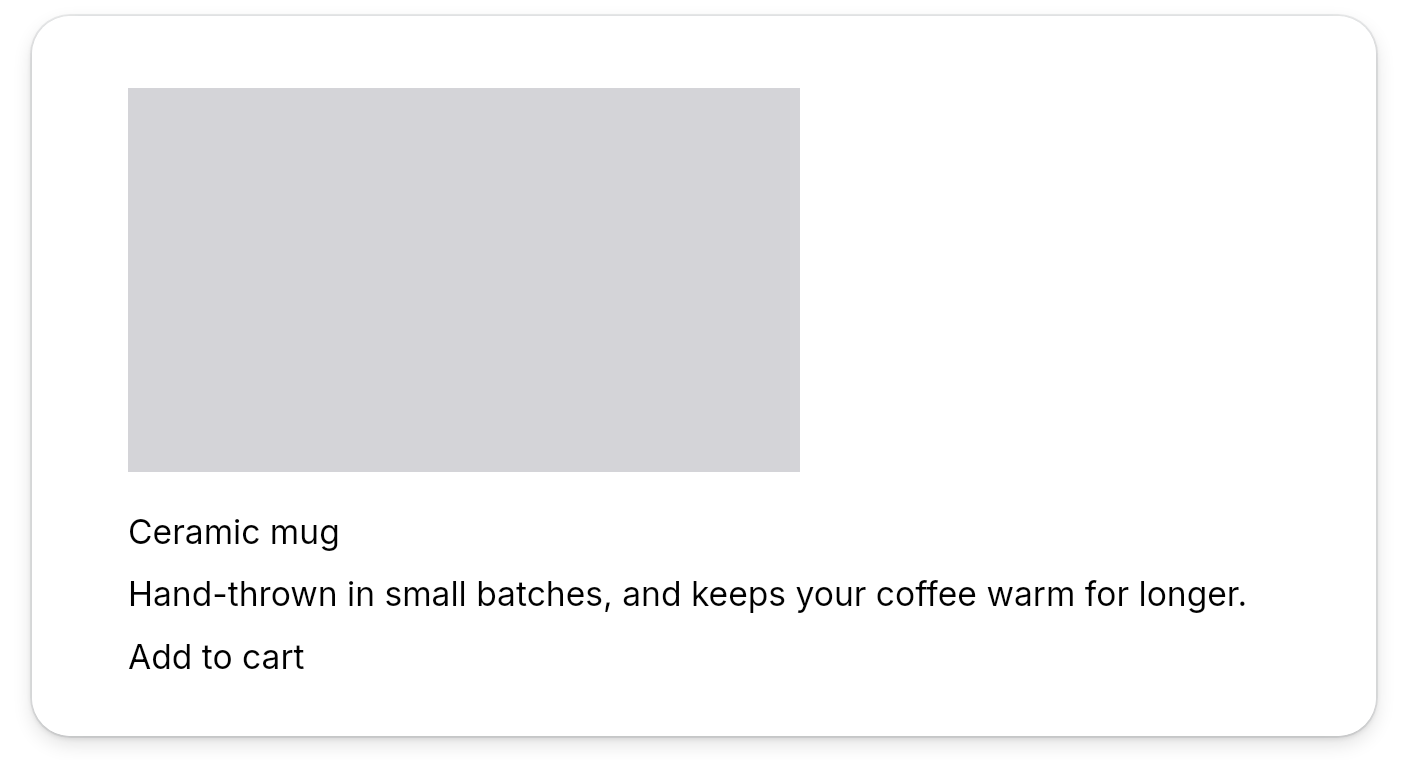 Ceramic mug
Hand-thrown in small batches, and keeps your coffee warm for longer.
Add to cart